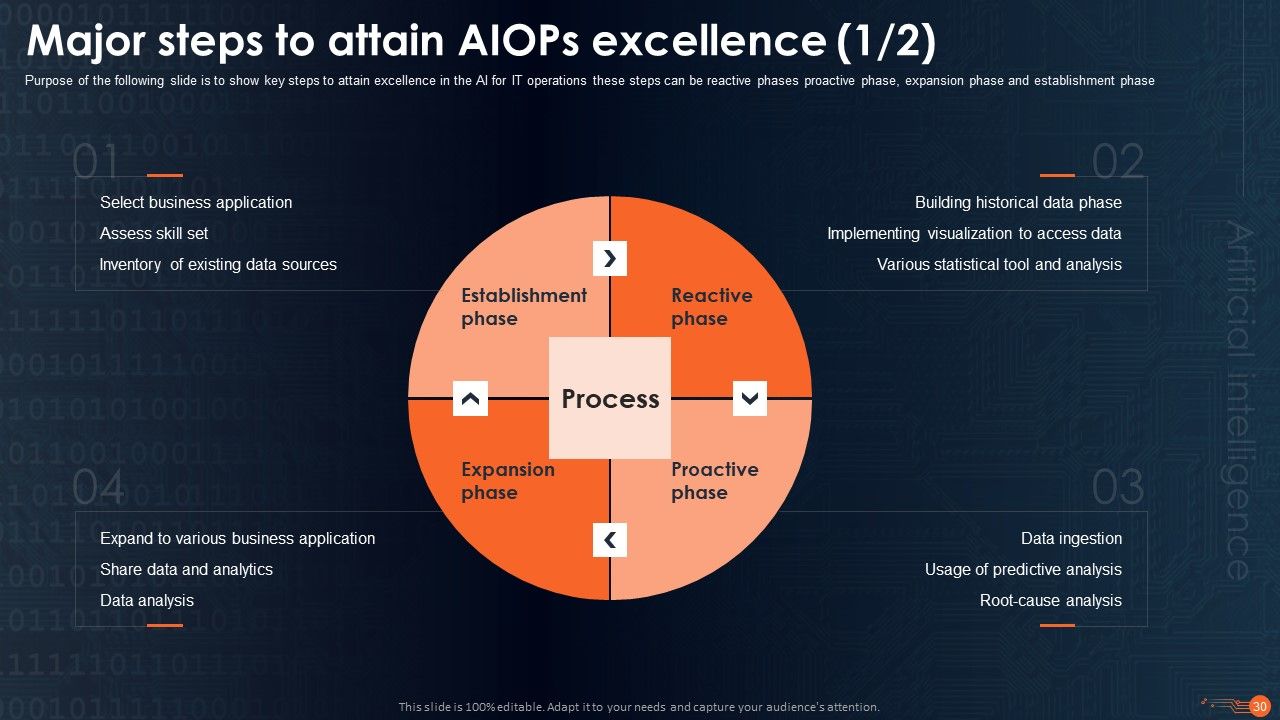 Major steps to attain AIOPs excellence (1/2)
Purpose of the following slide is to show key steps to attain excellence in the AI for IT operations these steps can be reactive phases proactive phase, expansion phase and establishment phase
01
Select business application
Assess skill set
Inventory of existing data sources
02
Building historical data phase
Implementing visualization to access data
Various statistical tool and analysis
Establishment
phase
Reactive
phase
Process
Expansion
phase
Proactive
phase
04
Expand to various business application
Share data and analytics
Data analysis
03
Data ingestion
Usage of predictive analysis
Root-cause analysis
Artificial intelligence
This slide is 100% editable. Adapt it to your needs and capture your audience's attention.
30